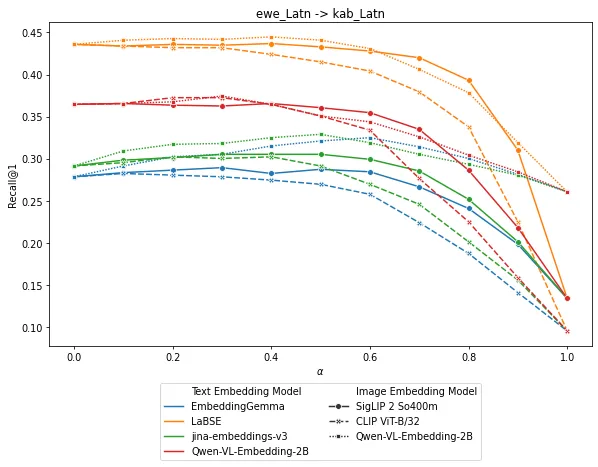 ewe_Latn -> kab_Latn
Recall@1
0.45
0.40
0.35
0.30
0.25
0.20
0.15
0.10
0.0
0.2
0.4
0.6
0.8
1.0
α
Text Embedding Model
EmbeddingGemma
LaBSE
jina-embeddings-v3
Qwen-VL-Embedding-2B
Image Embedding Model
SigLIP 2 So400m
CLIP ViT-B/32
Qwen-VL-Embedding-2B